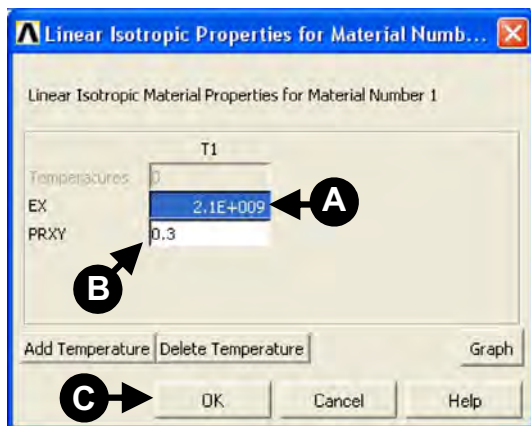 Linear Isotropic Properties for Material Numb...
Linear Isotropic Material Properties for Material Number 1
T1
Temperatures 0
EX 2.1E+009 A
PRXY 0.3
B
Add Temperature Delete Temperature Graph
C OK Cancel Help